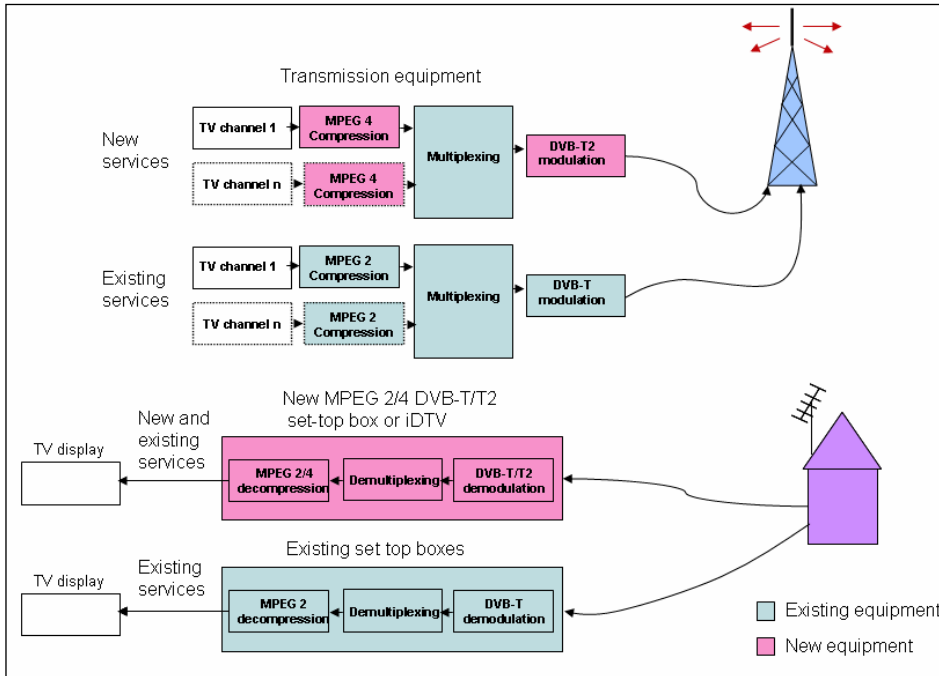 Transmission equipment
New
services
TV channel 1
MPEG 4
Compression
TV channel n
MPEG 4
Compression
Multiplexing
DVB-T2
modulation
Existing
services
TV channel 1
MPEG 2
Compression
TV channel n
MPEG 2
Compression
Multiplexing
DVB-T
modulation
New MPEG 2/4 DVB-T/T2
set-top box or iDTV
TV display
New and
existing
services
MPEG 2/4
decompression
Demultiplexing
DVB-T/T2
demodulation
Existing set top boxes
TV display
Existing
services
MPEG 2
decompression
Demultiplexing
DVB-T
demodulation
Existing equipment
New equipment